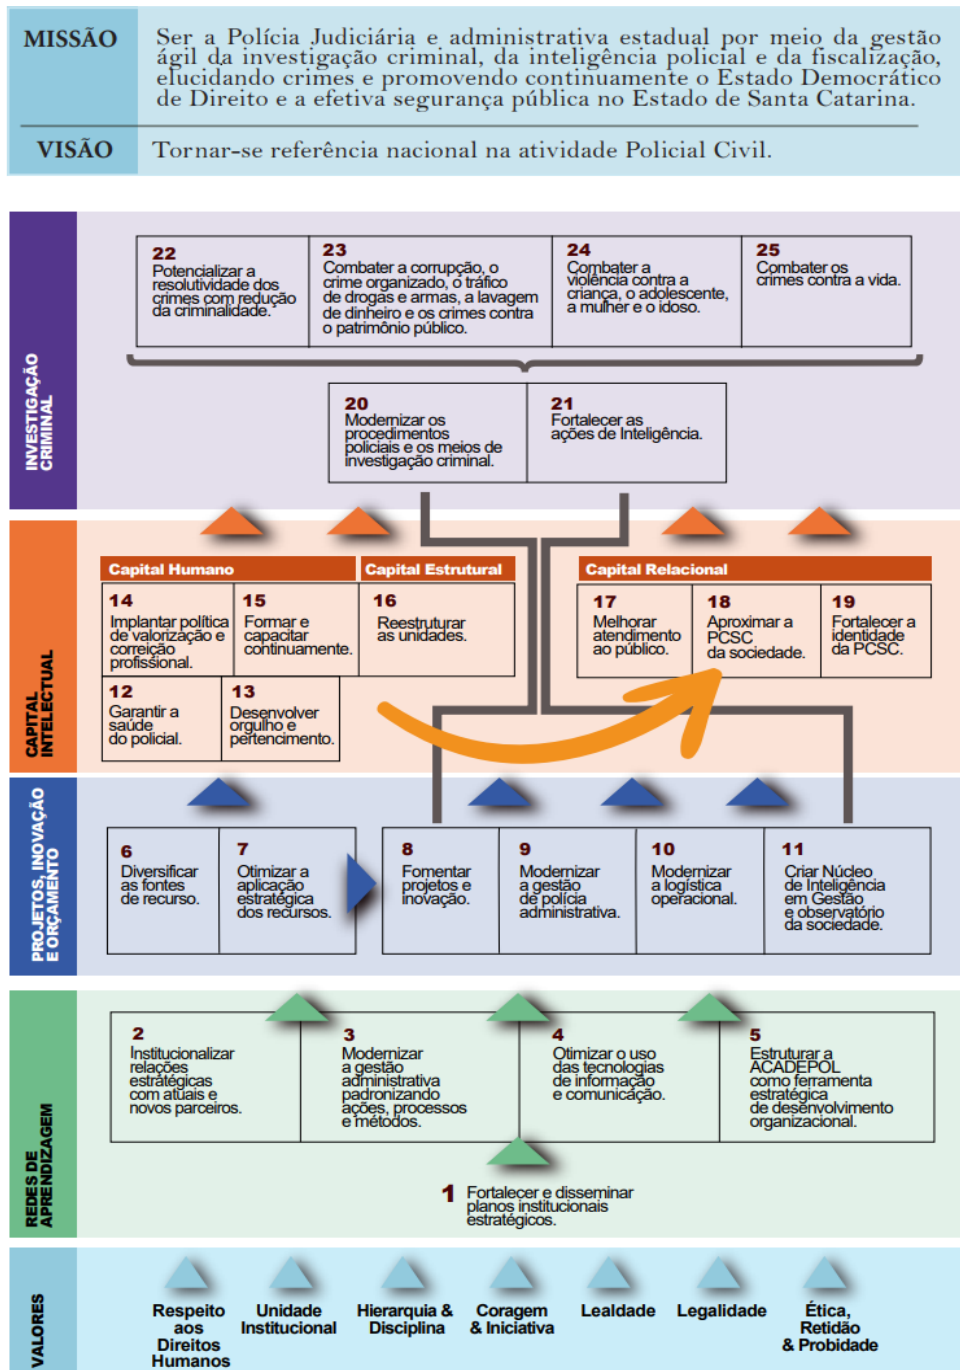 MISSÃO
Ser a Polícia Judiciária e administrativa estadual por meio da gestão
ágil da investigação criminal, da inteligência policial e da fiscalização,
elucidando crimes e promovendo continuamente o Estado Democrático
de Direito e a efetiva segurança pública no Estado de Santa Catarina.
VISÃO
Tornar-se referência nacional na atividade Policial Civil.
INVESTIGAÇÃO
CRIMINAL
22
Potencializar a
resolutividade dos
crimes com redução
da criminalidade.
23
Combater a corrupção, o
crime organizado, o tráfico
de drogas e armas, a lavagem
de dinheiro e os crimes contra
o patrimônio público.
24
Combater a
violência contra a
criança, o adolescente,
a mulher e o idoso.
25
Combater os
crimes contra a vida.
20
Modernizar os
procedimentos
policiais e os meios de
investigação criminal.
21
Fortalecer as
ações de Inteligência.
CAPITAL
INTELECTUAL
Capital Humano
Capital Estrutural
Capital Relacional
14
Implantar política
de valorização e
correição
profissional.
15
Formar e
capacitar
continuamente.
16
Reestruturar
as unidades.
17
Melhorar
atendimento
ao público.
18
Aproximar a
PCSC
da sociedade.
19
Fortalecer a
identidade
da PCSC.
12
Garantir a
saúde
do policial.
13
Desenvolver
orgulho e
pertencimento.
PROJETOS, INOVAÇÃO
E ORÇAMENTO
6
Diversificar
as fontes
de recurso.
7
Otimizar a
aplicação
estratégica
dos recursos.
8
Fomentar
projetos e
inovação.
9
Modernizar
a gestão
de polícia
administrativa.
10
Modernizar
a logística
operacional.
11
Criar Núcleo
de Inteligência
em Gestão
e observatório
da sociedade.
REDES DE
APRENDIZAGEM
2
Institucionalizar
relações
estratégicas
com atuais e
novos parceiros.
3
Modernizar
a gestão
administrativa
padronizando
ações, processos
e métodos.
4
Otimizar o uso
das tecnologias
de informação
e comunicação.
5
Estruturar a
ACADEPOL
como ferramenta
estratégica
de desenvolvimento
organizacional.
1 Fortalecer e disseminar
planos institucionais
estratégicos.
VALORES
Respeito
aos
Direitos
Humanos
Unidade
Institucional
Hierarquia &
Disciplina
Coragem
& Iniciativa
Lealdade
Legalidade
Ética,
Retidão
& Probidade